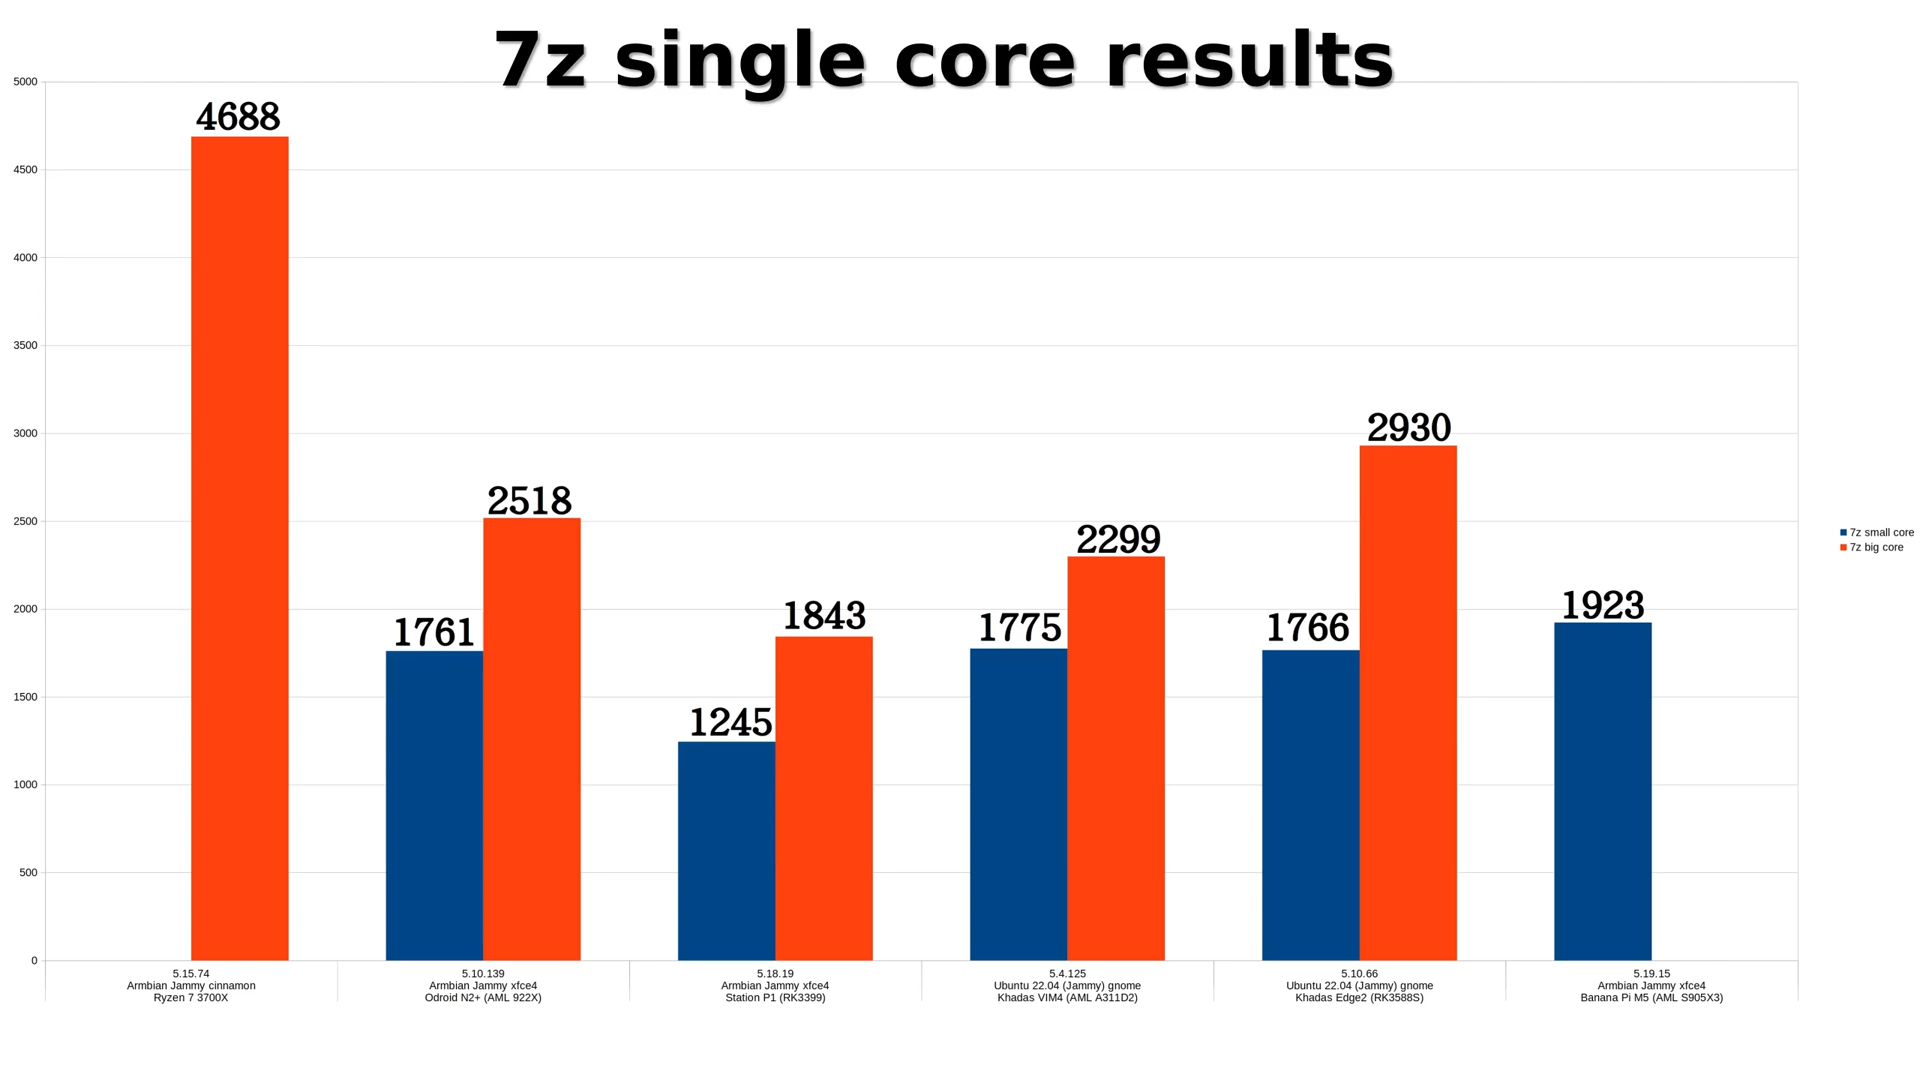 7z single core results
5000
4500
4000
3500
3000
2500
2000
1500
1000
500
0
4688
1761
2518
1245
1843
1775
2299
1766
2930
1923
7z small core
7z big core
5.15.74
Armbian Jammy cinnamon
Ryzen 7 3700X
5.10.139
Armbian Jammy xfce4
Odroid N2+ (AML 922X)
5.18.19
Armbian Jammy xfce4
Station P1 (RK3399)
5.4.125
Ubuntu 22.04 (Jammy) gnome
Khadas VIM4 (AML A311D2)
5.10.66
Ubuntu 22.04 (Jammy) gnome
Khadas Edge2 (RK3588S)
5.19.15
Armbian Jammy xfce4
Banana Pi M5 (AML S905X3)